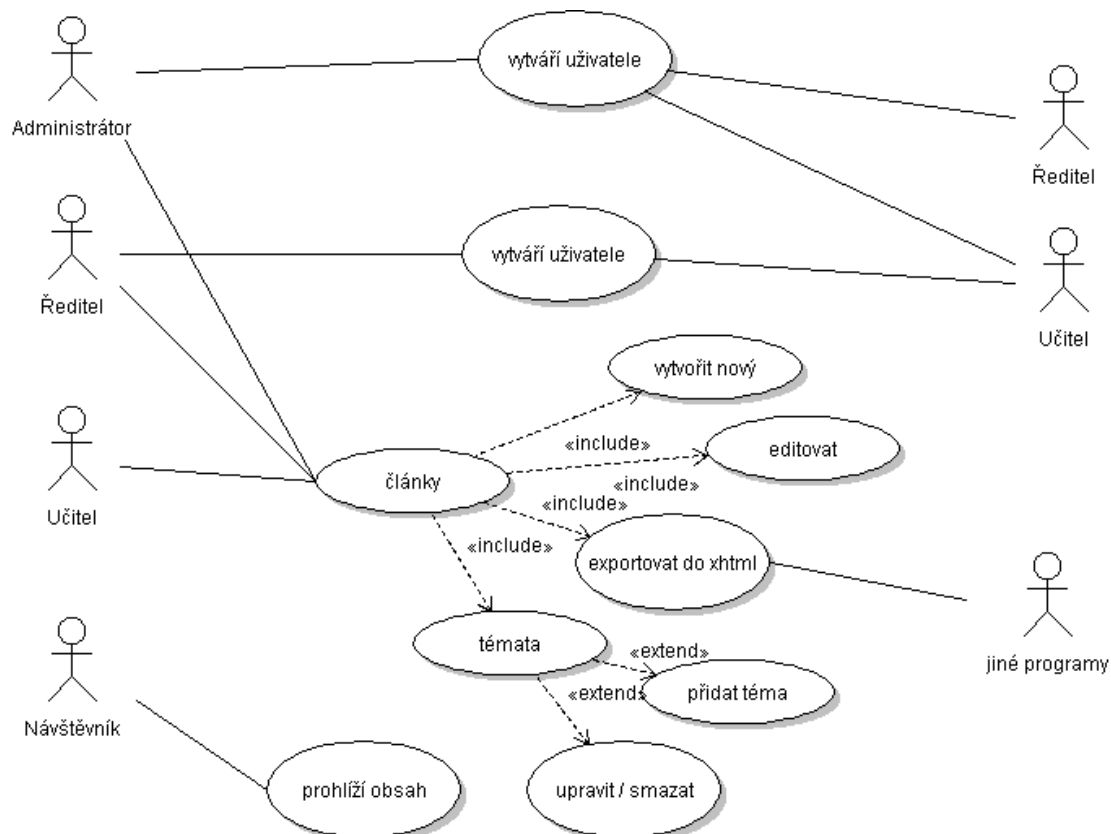 vytváří uživatele
Administrátor
Ředitel
vytváří uživatele
Ředitel
Učitel
vytvořit nový
«include»
editovat
články
«include»
«include»
Učitel
«include»
exportovat do xhtml
témata
«extend»
jiné programy
«extend»
přidat téma
Návštěvník
prohlíží obsah
upravit / smazat